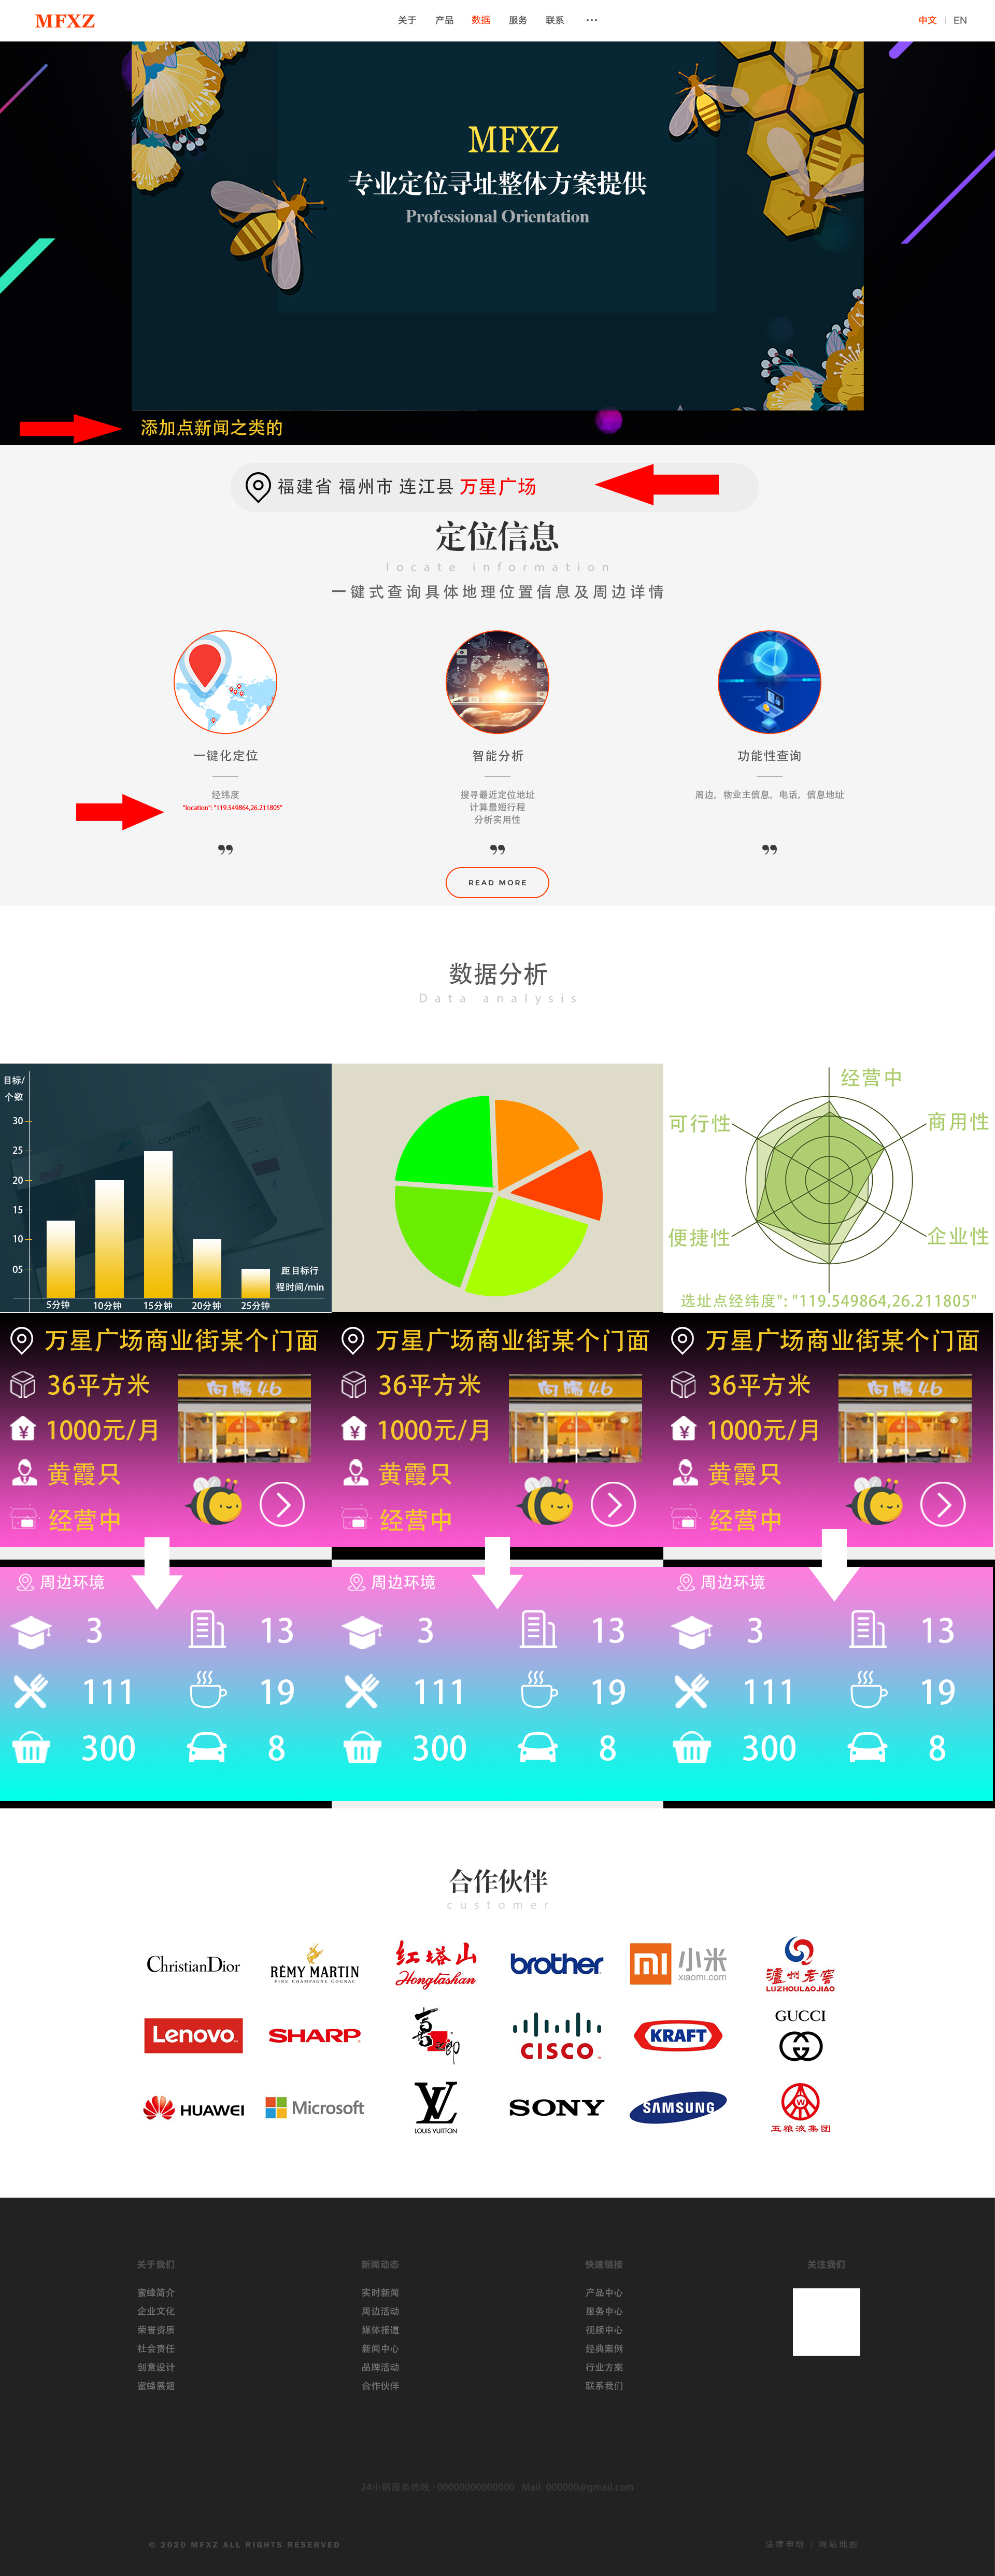 MFXZ
关于 产品 数据 服务 联系 ···
中文 | EN
MFXZ
专业定位寻址整体方案提供
Professional Orientation
添加点新闻之类的
福建省 福州市 连江县 万星广场
定位信息
locate information
一键式查询具体地理位置信息及周边详情
一键化定位
经纬度
"location": "119.549864,26.211805"
智能分析
搜寻最近定位地址
计算最短行程
分析实用性
功能性查询
周边，物业主信息，电话，信息地址
READ MORE
数据分析
Data analysis
目标/
个数
30
25
20
15
10
05
5分钟 10分钟 15分钟 20分钟 25分钟
距目标行
程时间/min
经营中
可行性
商用性
便捷性
企业性
选址点经纬度": "119.549864,26.211805"
万星广场商业街某个门面
36平方米
1000元/月
黄霞只
经营中
万星广场商业街某个门面
36平方米
1000元/月
黄霞只
经营中
万星广场商业街某个门面
36平方米
1000元/月
黄霞只
经营中
周边环境
3 13
111 19
300 8
周边环境
3 13
111 19
300 8
周边环境
3 13
111 19
300 8
合作伙伴
customer
ChristianDior
RÉMY MARTIN
FINE CHAMPAGNE COGNAC
红塔山
Hongtashan
brother
小米
xiaomi.com
泸州老窖
LUZHOULAOJIAO
Lenovo
SHARP
CISCO
KRAFT
GUCCI
HUAWEI
Microsoft
LOUIS VUITTON
SONY
SAMSUNG
五粮液集团
关于我们
蜜蜂简介
企业文化
荣誉资质
社会责任
创意设计
蜜蜂展翅
新闻动态
实时新闻
周边活动
媒体报道
新闻中心
品牌活动
合作伙伴
快速链接
产品中心
服务中心
视频中心
经典案例
行业方案
联系我们
关注我们
24小时服务热线：00000000000000 Mail: 000000@gmail.com
© 2020 MFXZ ALL RIGHTS RESERVED
法律申明 | 网站地图